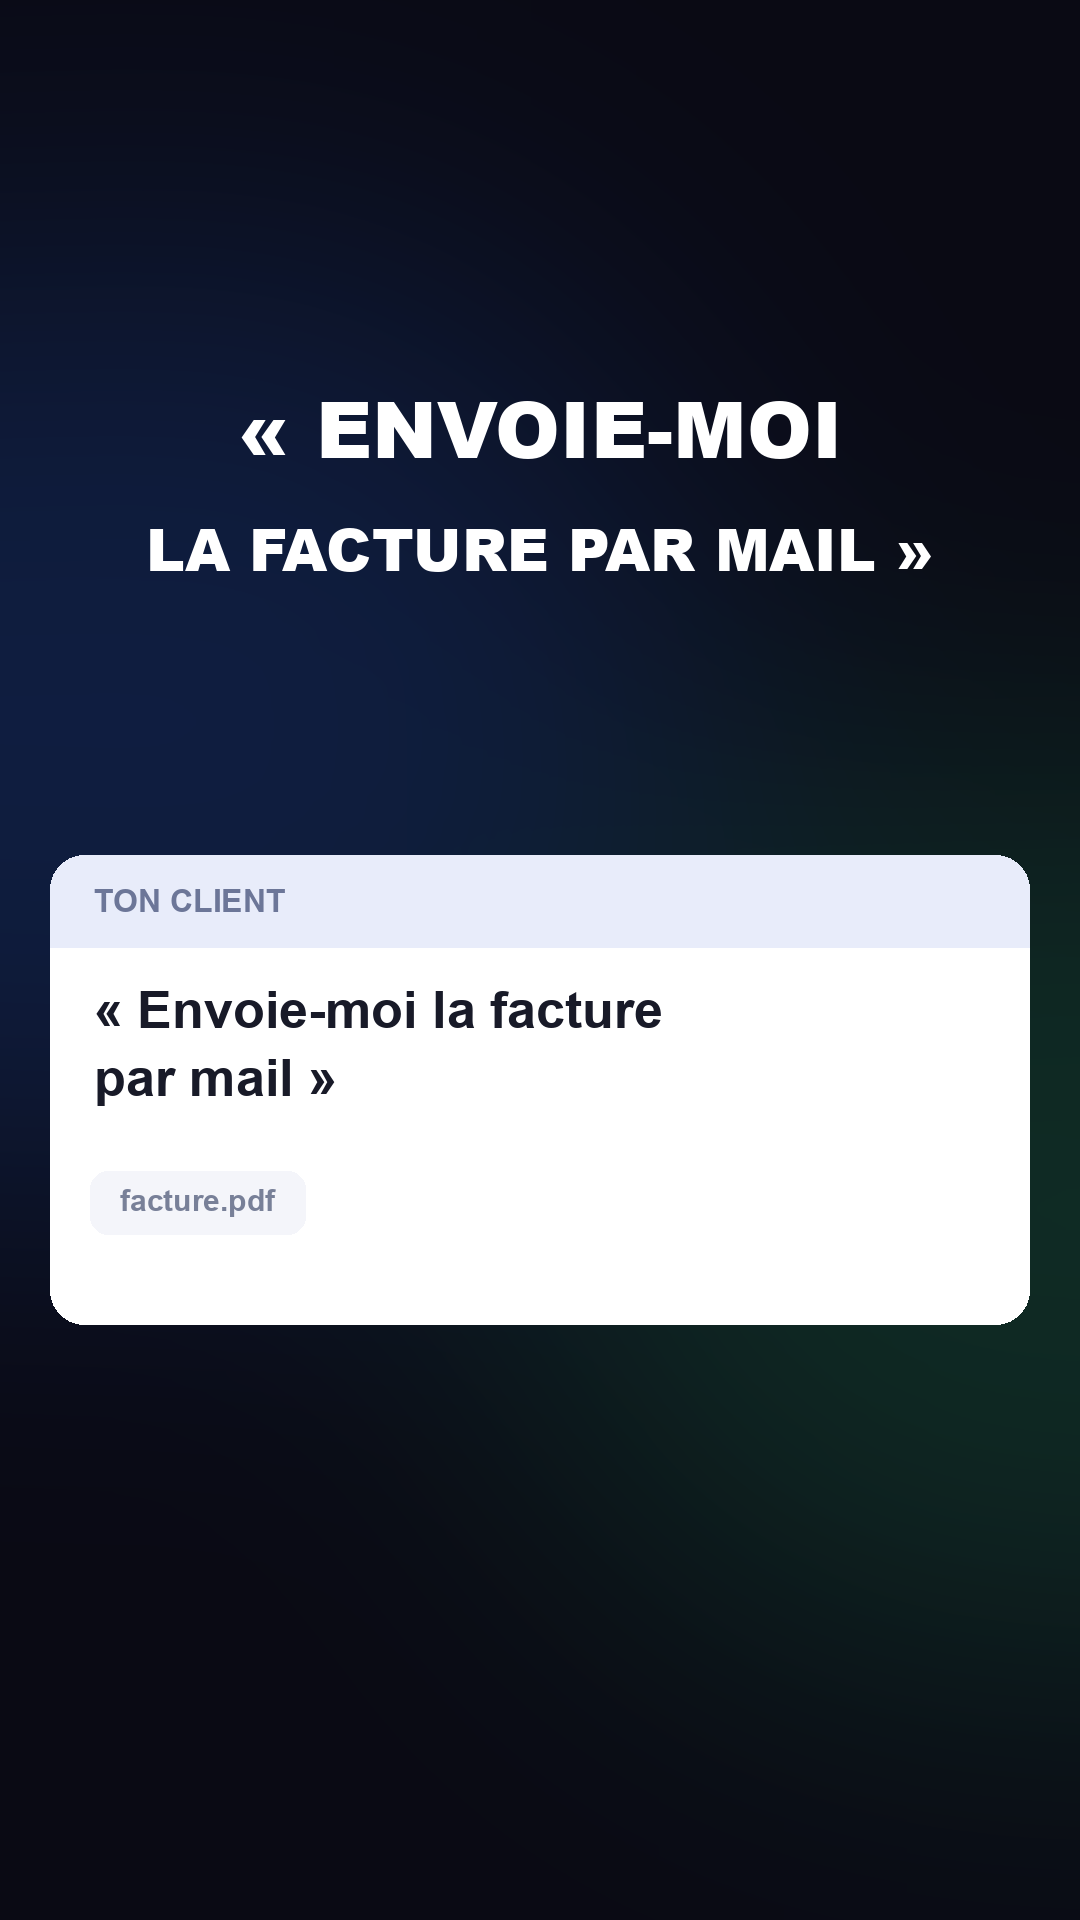 « ENVOIE-MOI
LA FACTURE PAR MAIL »
TON CLIENT
« Envoie-moi la facture
par mail »
facture.pdf